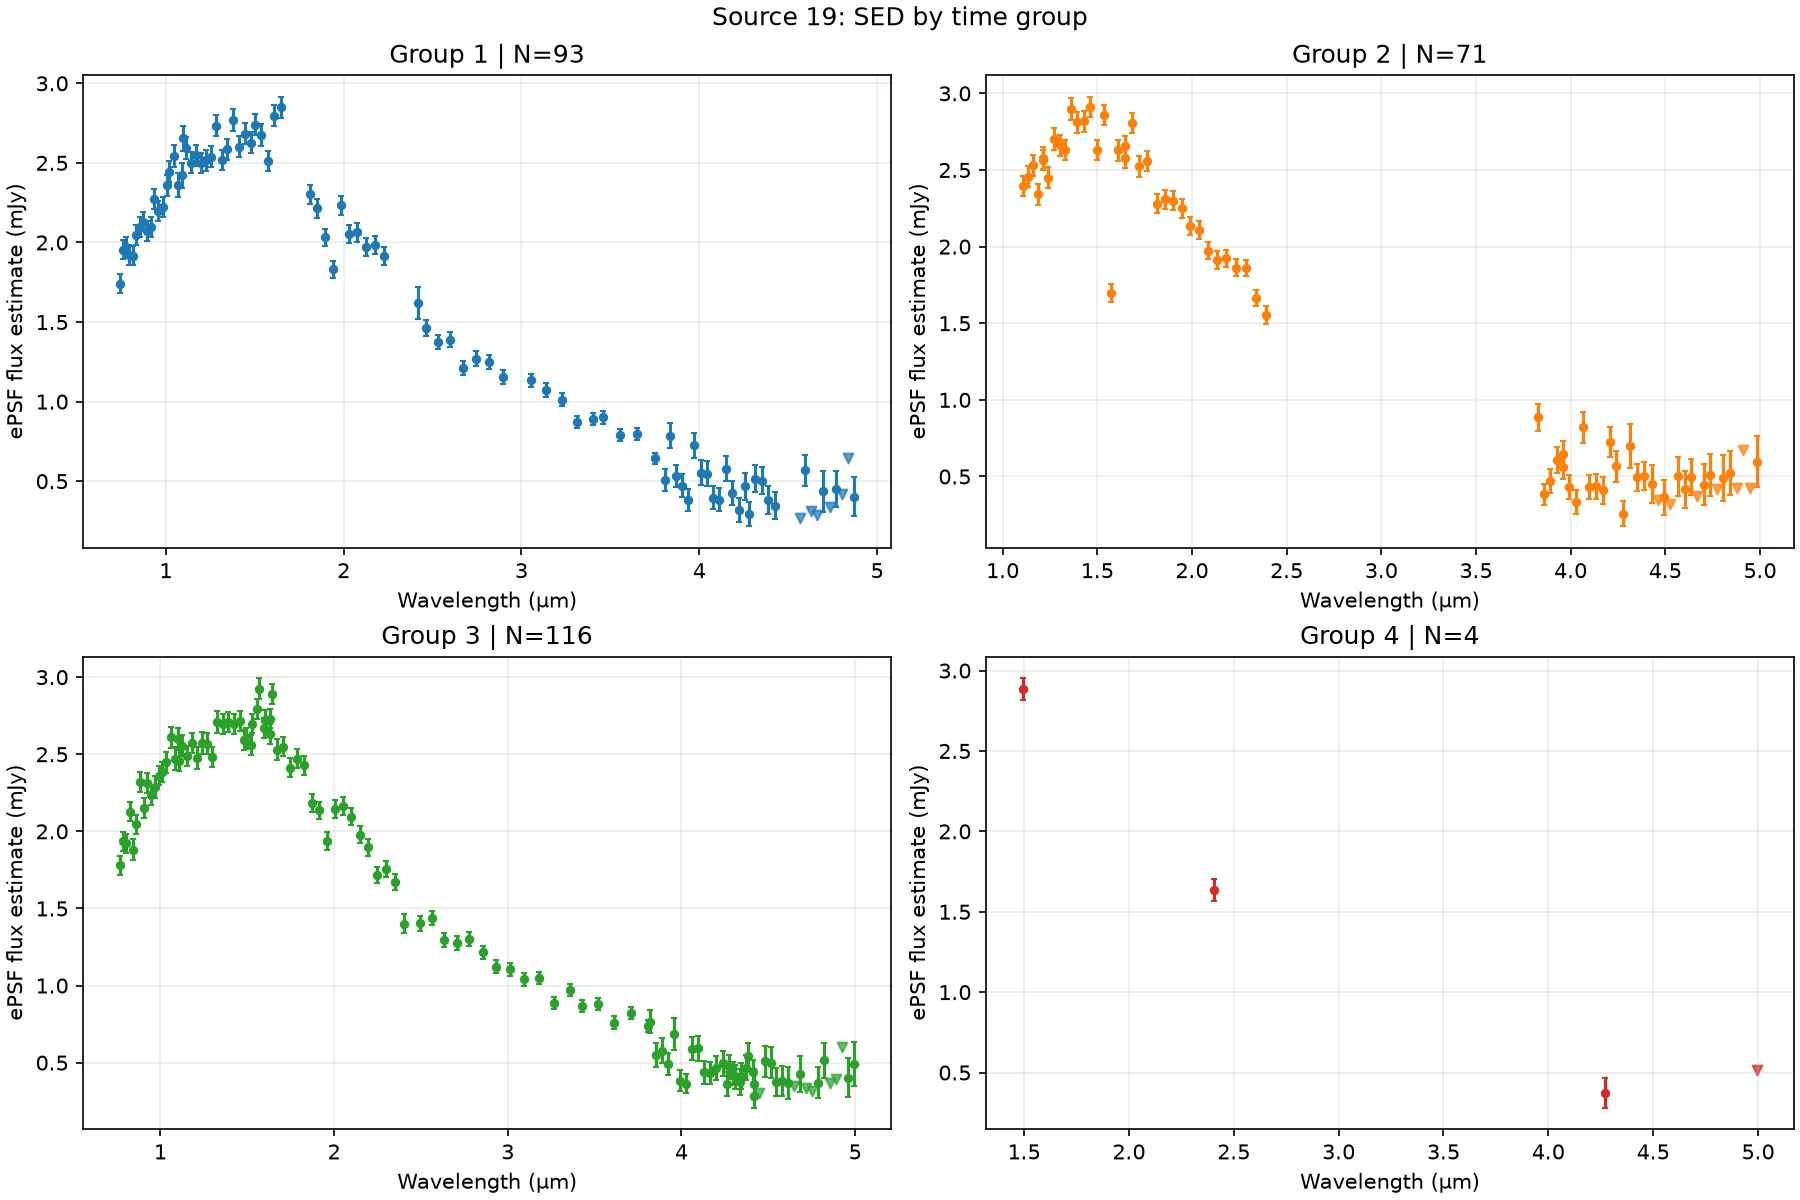 Source 19: SED by time group
Group 1 | N=93
ePSF flux estimate (mJy)
3.0
2.5
2.0
1.5
1.0
0.5
1 2 3 4 5
Wavelength (μm)
Group 2 | N=71
ePSF flux estimate (mJy)
3.0
2.5
2.0
1.5
1.0
0.5
1.0 1.5 2.0 2.5 3.0 3.5 4.0 4.5 5.0
Wavelength (μm)
Group 3 | N=116
ePSF flux estimate (mJy)
3.0
2.5
2.0
1.5
1.0
0.5
1 2 3 4 5
Wavelength (μm)
Group 4 | N=4
ePSF flux estimate (mJy)
3.0
2.5
2.0
1.5
1.0
0.5
1.5 2.0 2.5 3.0 3.5 4.0 4.5 5.0
Wavelength (μm)